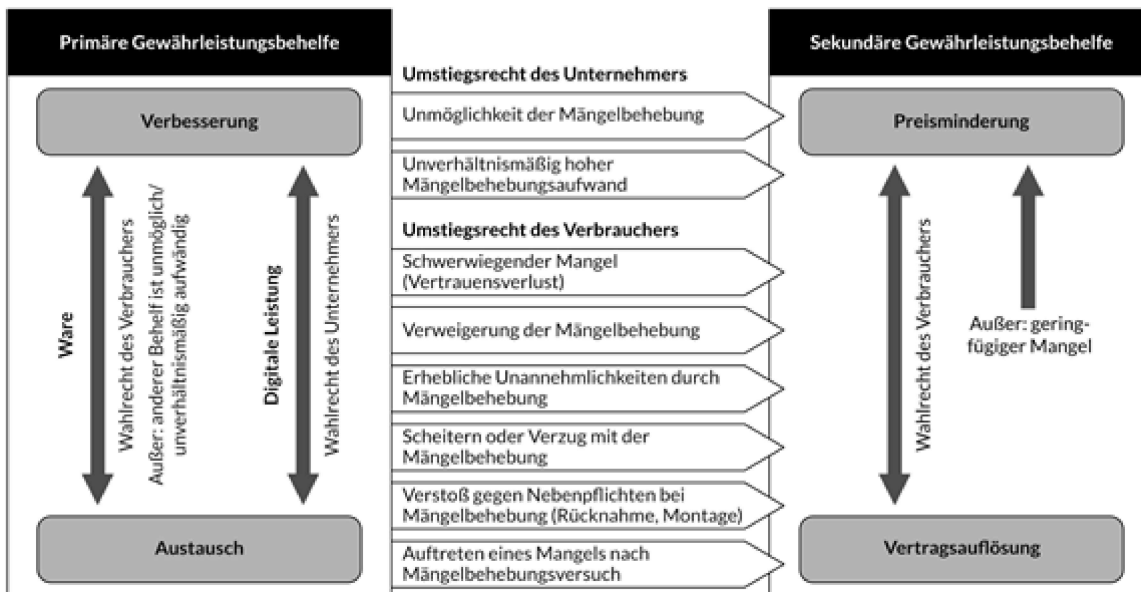 Primäre Gewährleistungsbehelfe
Verbesserung
Ware
Wahlrecht des Verbrauchers
Außer: anderer Behelf ist unmöglich/
unverhältnismäßig aufwändig
Digitale Leistung
Wahlrecht des Unternehmers
Austausch
Umstiegsrecht des Unternehmers
Unmöglichkeit der Mängelbehebung
Unverhältnismäßig hoher
Mängelbehebungsaufwand
Umstiegsrecht des Verbrauchers
Schwerwiegender Mangel
(Vertrauensverlust)
Verweigerung der Mängelbehebung
Erhebliche Unannehmlichkeiten durch
Mängelbehebung
Scheitern oder Verzug mit der
Mängelbehebung
Verstoß gegen Nebenpflichten bei
Mängelbehebung (Rücknahme, Montage)
Auftreten eines Mangels nach
Mängelbehebungsversuch
Sekundäre Gewährleistungsbehelfe
Preisminderung
Wahlrecht des Verbrauchers
Außer: gering-
fügiger Mangel
Vertragsauflösung